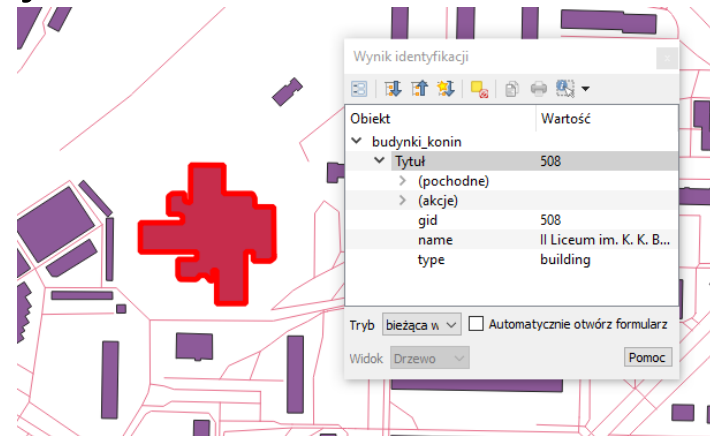 Wynik identyfikacji
Obiekt Wartość
budynki_konin
Tytuł 508
(pochodne)
(akcje)
gid 508
name II Liceum im. K. K. B...
type building
Tryb bieżąca w Automatycznie otwórz formularz
Widok Drzewo Pomoc